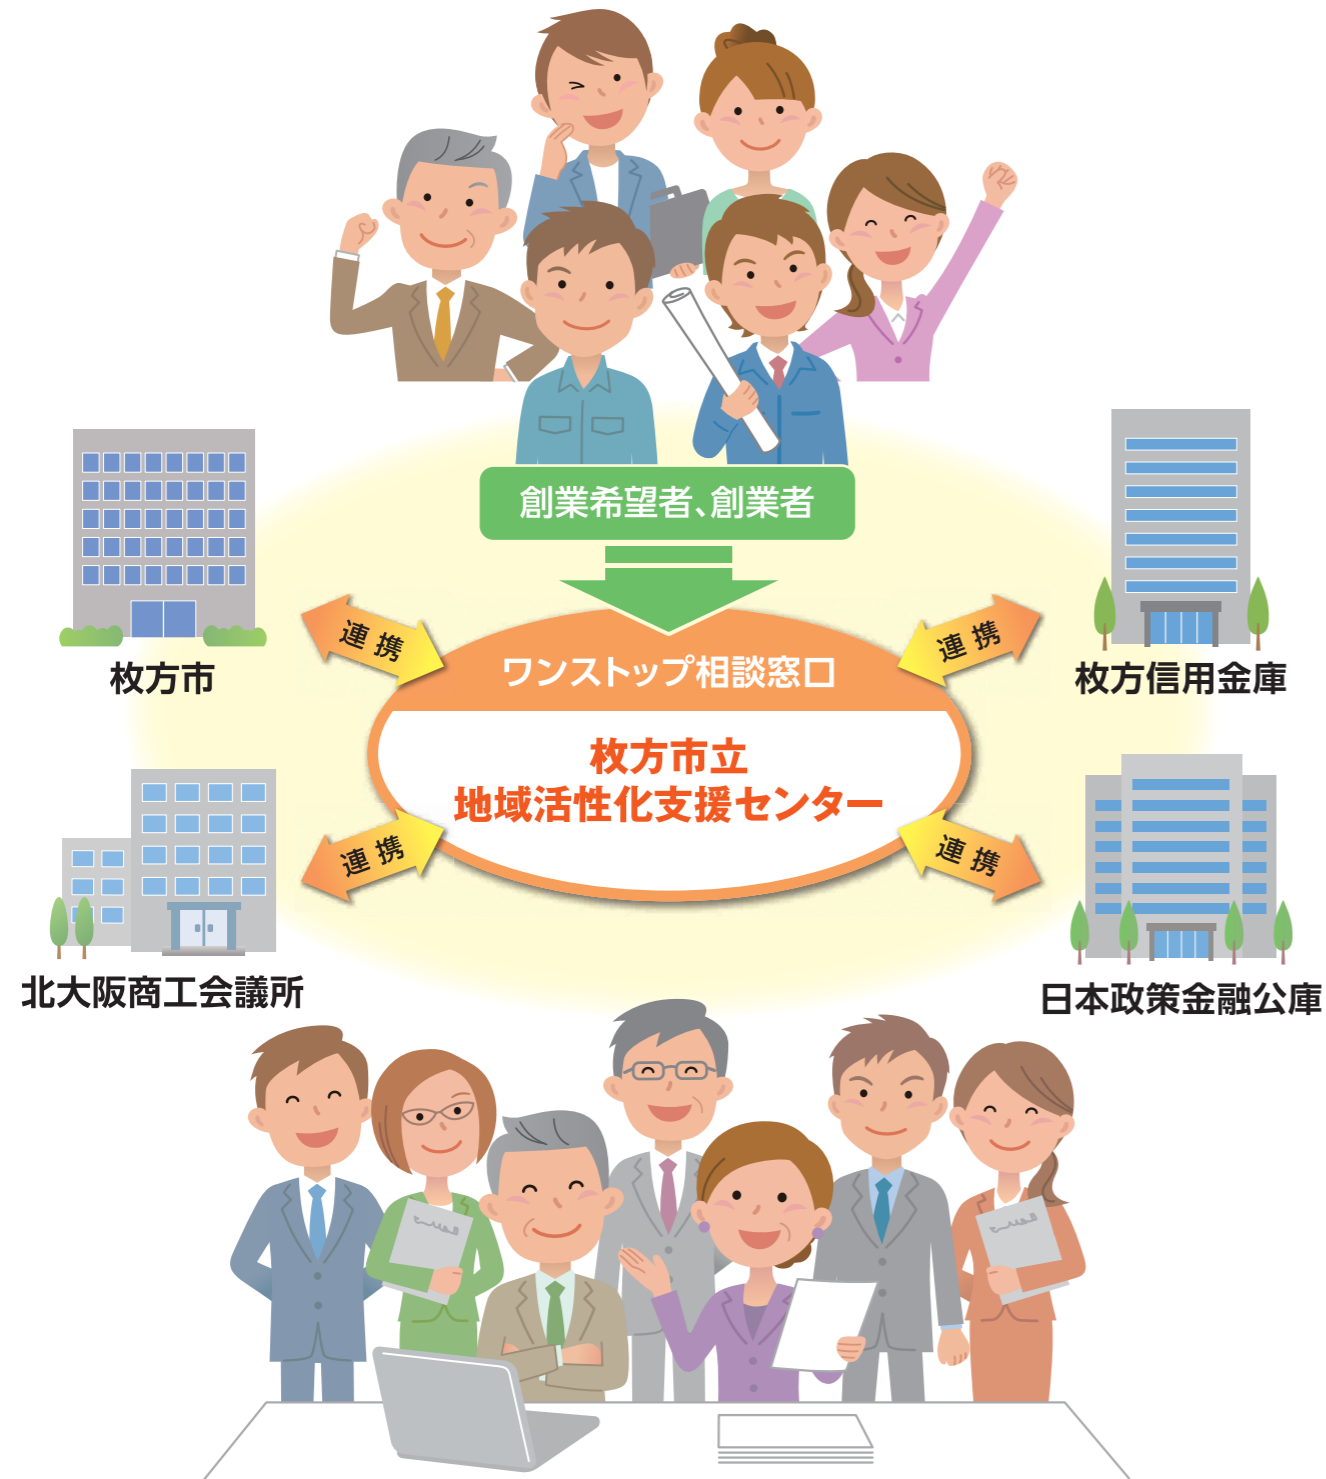 創業希望者、創業者
連携
連携
枚方市
ワンストップ相談窓口
枚方信用金庫
枚方市立
地域活性化支援センター
連携
連携
北大阪商工会議所
日本政策金融公庫